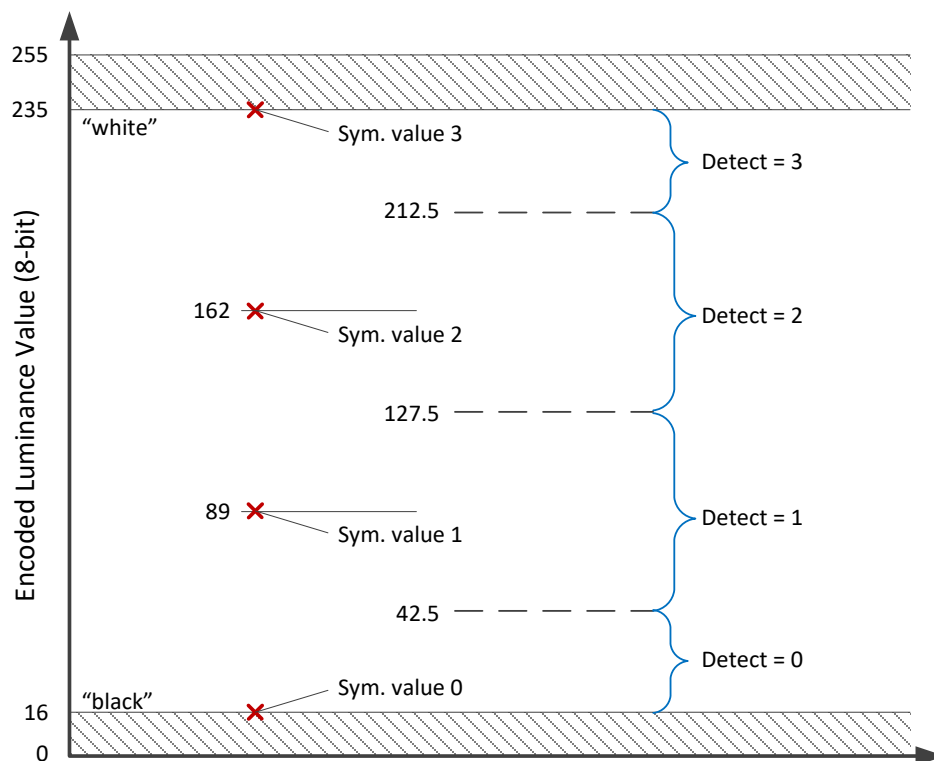 255
235
“white”
Sym. value 3
Detect = 3
212.5
162
Sym. value 2
Detect = 2
127.5
89
Sym. value 1
Detect = 1
42.5
Detect = 0
Sym. value 0
“black”
16
0
Encoded Luminance Value (8-bit)